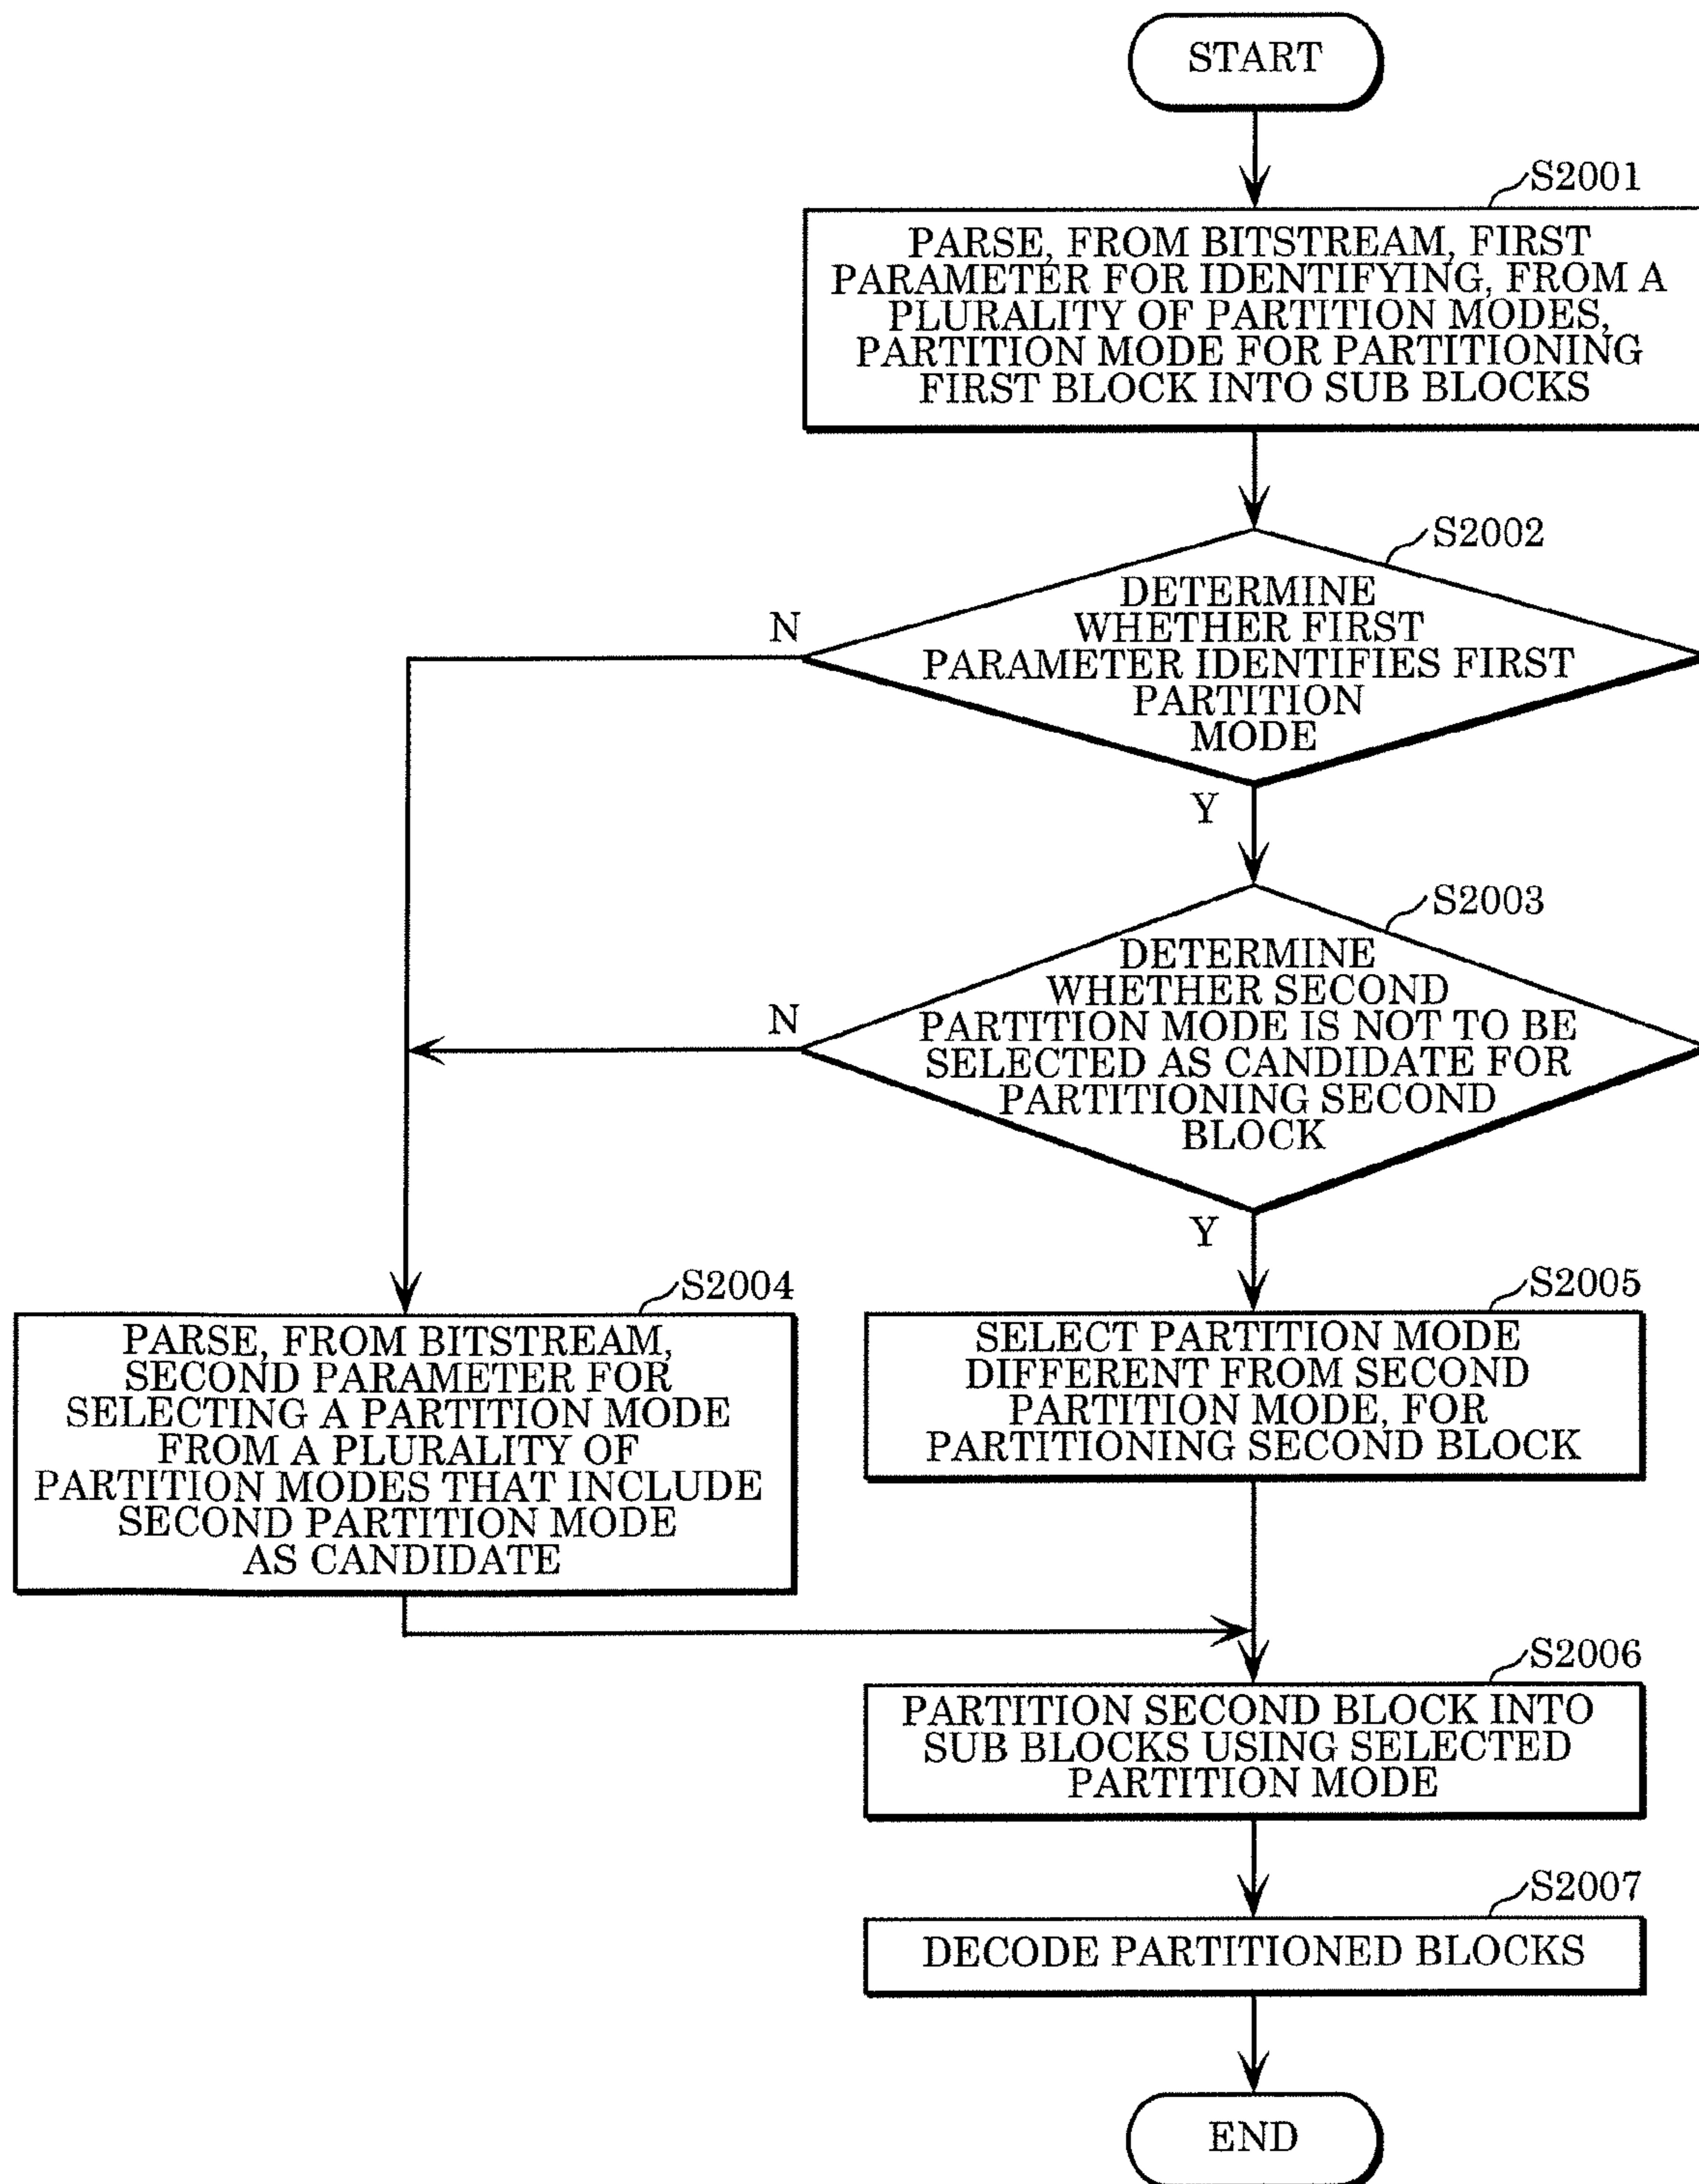 START
S2001
PARSE, FROM BITSTREAM, FIRST
PARAMETER FOR IDENTIFYING, FROM A
PLURALITY OF PARTITION MODES,
PARTITION MODE FOR PARTITIONING
FIRST BLOCK INTO SUB BLOCKS
S2002
DETERMINE
WHETHER FIRST
PARAMETER IDENTIFIES FIRST
PARTITION
MODE
N
Y
S2003
DETERMINE
WHETHER SECOND
PARTITION MODE IS NOT TO BE
SELECTED AS CANDIDATE FOR
PARTITIONING SECOND
BLOCK
N
Y
S2004
PARSE, FROM BITSTREAM,
SECOND PARAMETER FOR
SELECTING A PARTITION MODE
FROM A PLURALITY OF
PARTITION MODES THAT INCLUDE
SECOND PARTITION MODE
AS CANDIDATE
S2005
SELECT PARTITION MODE
DIFFERENT FROM SECOND
PARTITION MODE, FOR
PARTITIONING SECOND BLOCK
S2006
PARTITION SECOND BLOCK INTO
SUB BLOCKS USING SELECTED
PARTITION MODE
S2007
DECODE PARTITIONED BLOCKS
END